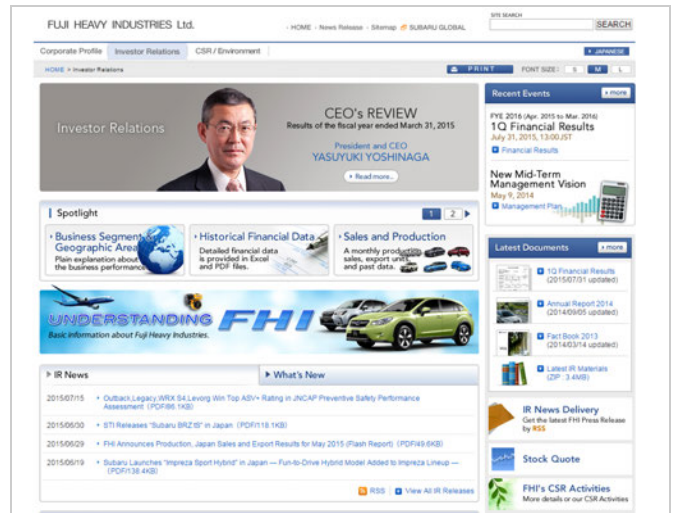 FUJI HEAVY INDUSTRIES Ltd.
HOME
News Release
Sitemap
SUBARU GLOBAL
SITE SEARCH
SEARCH
Corporate Profile
Investor Relations
CSR / Environment
JAPANESE
HOME > Investor Relations
PRINT
FONT SIZE :
S
M
L
Investor Relations
CEO's REVIEW
Results of the fiscal year ended March 31, 2015
President and CEO
YASUYUKI YOSHINAGA
Read more..
Recent Events
more
FYE 2016 (Apr. 2015 to Mar. 2016)
1Q Financial Results
July 31, 2015, 13:00JST
Financial Results
New Mid-Term
Management Vision
May 9, 2014
Management Plan
Spotlight
1
2
Business Segment &
Geographic Area
Plain explanation about
the business performance
Historical Financial Data
Detailed financial data
is provided in Excel
and PDF files.
Sales and Production
A monthly production,
sales, export units,
and past data.
UNDERSTANDING FHI
Basic information about Fuji Heavy Industries.
Latest Documents
more
1Q Financial Results
(2015/07/31 updated)
Annual Report 2014
(2014/09/05 updated)
Fact Book 2013
(2014/03/14 updated)
Latest IR Materials
(ZIP : 3.4MB)
IR News
What's New
2015/07/15
Outback,Legacy,WRX S4,Levorg Win Top ASV+ Rating in JNCAP Preventive Safety Performance
Assessment (PDF/86.1KB)
2015/06/30
STI Releases "Subaru BRZ tS" in Japan (PDF/118.1KB)
2015/06/29
FHI Announces Production, Japan Sales and Export Results for May 2015 (Flash Report) (PDF/49.6KB)
2015/06/19
Subaru Launches "Impreza Sport Hybrid" in Japan — Fun-to-Drive Hybrid Model Added to Impreza Lineup —
(PDF/138.4KB)
RSS
View All IR Releases
IR News Delivery
Get the latest FHI Press Release
by RSS
Stock Quote
FHI's CSR Activities
More details or our CSR Activities